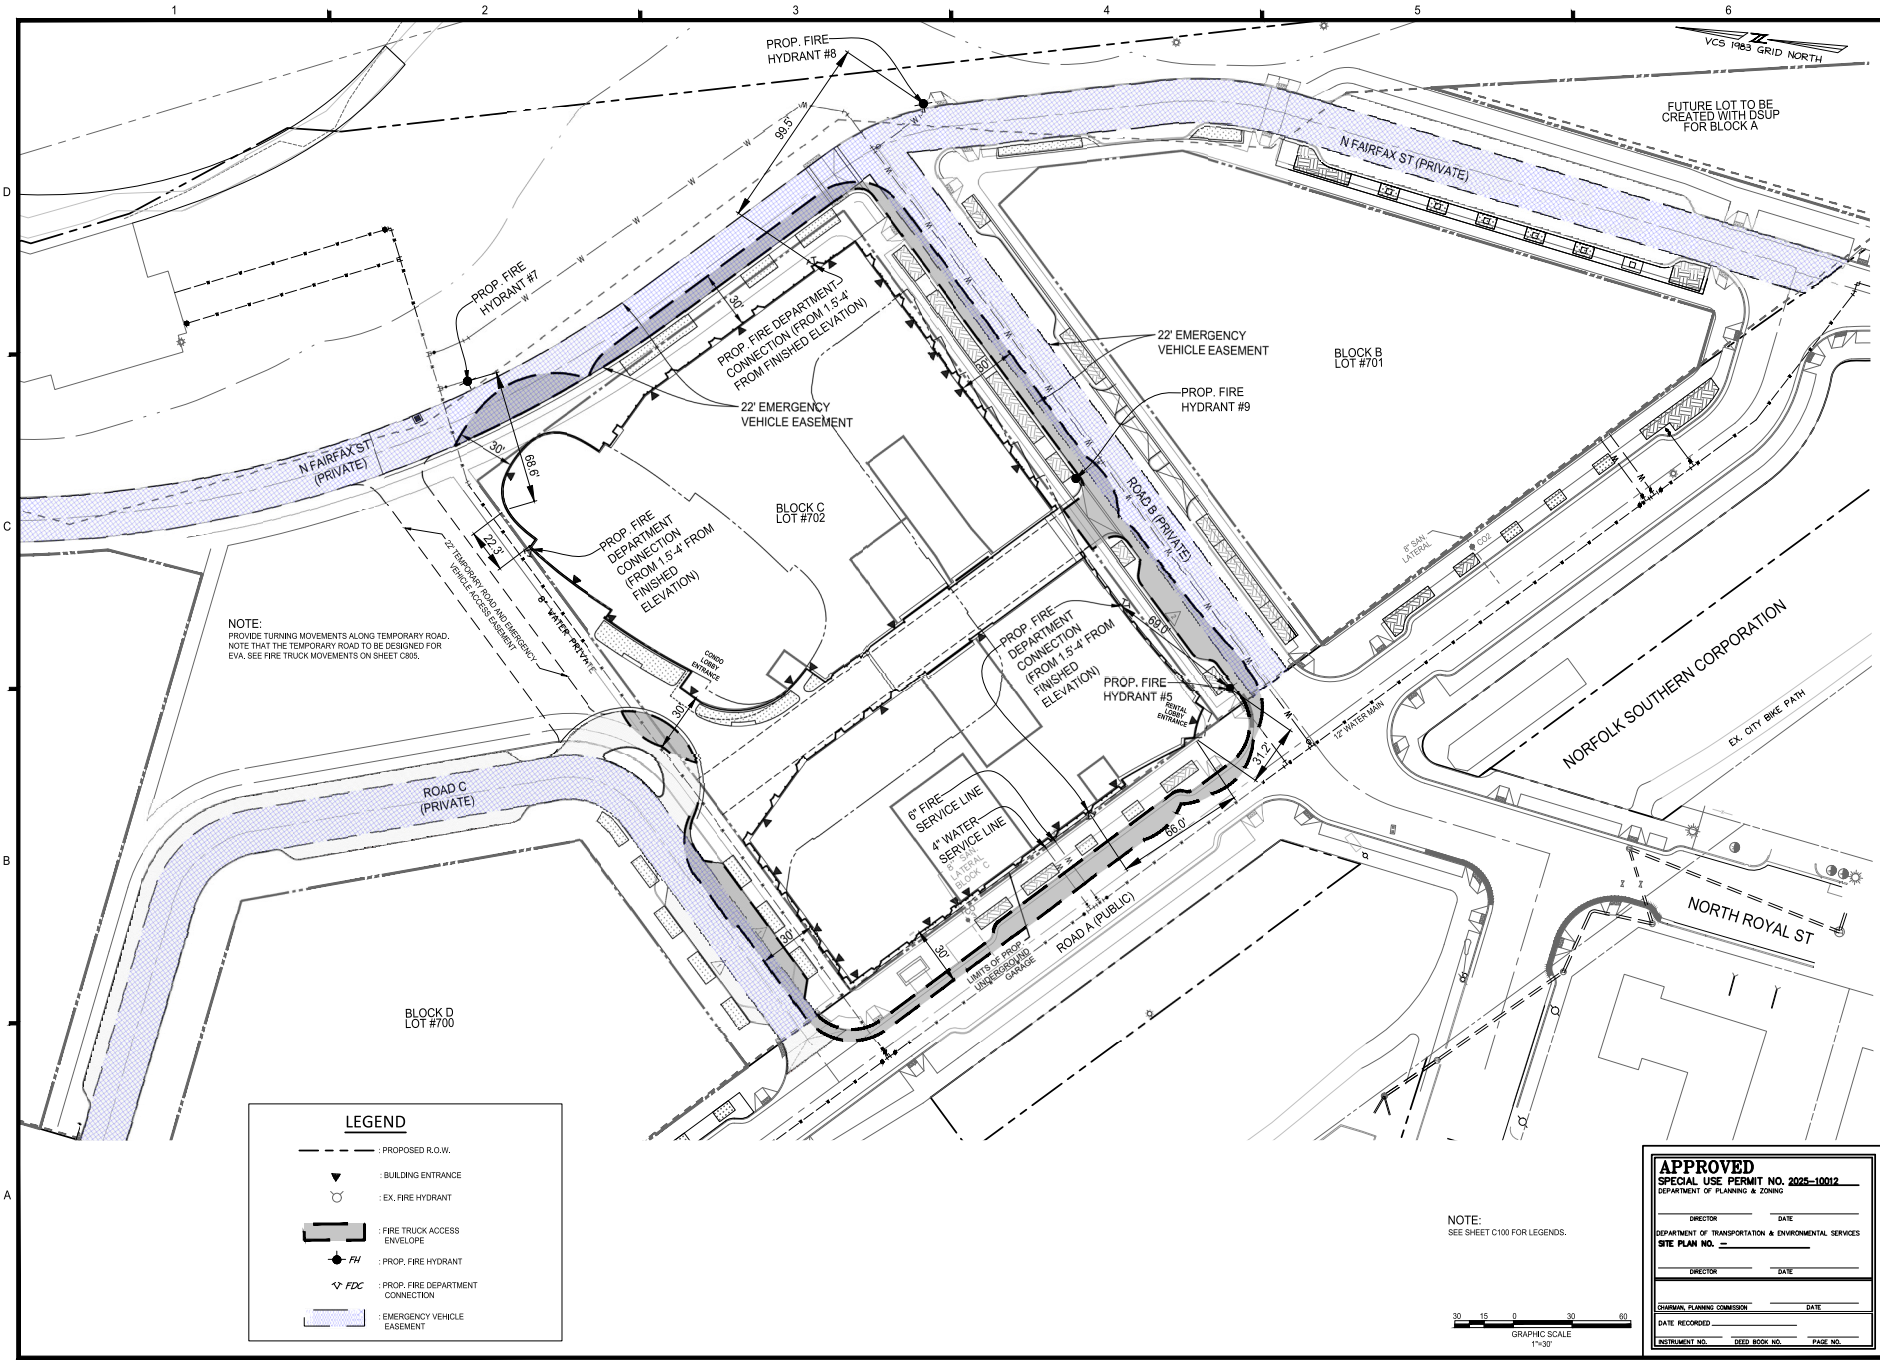 1 2 3 4 5 6
D
C
B
A
VCS 1983 GRID NORTH
PROP. FIRE
HYDRANT #8
99.5'
FUTURE LOT TO BE
CREATED WITH DSUP
FOR BLOCK A
N FAIRFAX ST (PRIVATE)
PROP. FIRE
HYDRANT #7
30'
PROP. FIRE DEPARTMENT
CONNECTION (FROM 1.5'-4'
FROM FINISHED ELEVATION)
22' EMERGENCY
VEHICLE EASEMENT
30'
22' EMERGENCY
VEHICLE EASEMENT
BLOCK B
LOT #701
PROP. FIRE
HYDRANT #9
N FAIRFAX ST
(PRIVATE)
30'
68.6'
22.3'
BLOCK C
LOT #702
ROAD B (PRIVATE)
PROP. FIRE
DEPARTMENT
CONNECTION
(FROM 1.5'-4' FROM
FINISHED
ELEVATION)
22' TEMPORARY ROAD AND EMERGENCY
VEHICLE ACCESS EASEMENT
8" WATER PRIVATE
8" SAN.
LATERAL
CO2
NOTE:
PROVIDE TURNING MOVEMENTS ALONG TEMPORARY ROAD.
NOTE THAT THE TEMPORARY ROAD TO BE DESIGNED FOR
EVA. SEE FIRE TRUCK MOVEMENTS ON SHEET C805.
CONDO
LOBBY
ENTRANCE
PROP. FIRE
DEPARTMENT
CONNECTION
(FROM 1.5'-4' FROM
FINISHED
ELEVATION)
69.0'
PROP. FIRE
HYDRANT #5
RENTAL
LOBBY
ENTRANCE
30'
31.2'
12" WATER MAIN
NORFOLK SOUTHERN CORPORATION
EX. CITY BIKE PATH
ROAD C
(PRIVATE)
6" FIRE
SERVICE LINE
4" WATER
SERVICE LINE
8" SAN.
LATERAL
BLOCK C
66.0'
30'
30'
LIMITS OF PROP.
UNDERGROUND
GARAGE
ROAD A (PUBLIC)
NORTH ROYAL ST
BLOCK D
LOT #700
LEGEND
: PROPOSED R.O.W.
: BUILDING ENTRANCE
: EX. FIRE HYDRANT
: FIRE TRUCK ACCESS
ENVELOPE
FH : PROP. FIRE HYDRANT
FDC : PROP. FIRE DEPARTMENT
CONNECTION
: EMERGENCY VEHICLE
EASEMENT
NOTE:
SEE SHEET C100 FOR LEGENDS.
30 15 0 30 60
GRAPHIC SCALE
1"=30'
APPROVED
SPECIAL USE PERMIT NO. 2025-10012
DEPARTMENT OF PLANNING & ZONING
DIRECTOR DATE
DEPARTMENT OF TRANSPORTATION & ENVIRONMENTAL SERVICES
SITE PLAN NO. -
DIRECTOR DATE
CHAIRMAN, PLANNING COMMISSION DATE
DATE RECORDED
INSTRUMENT NO. DEED BOOK NO. PAGE NO.